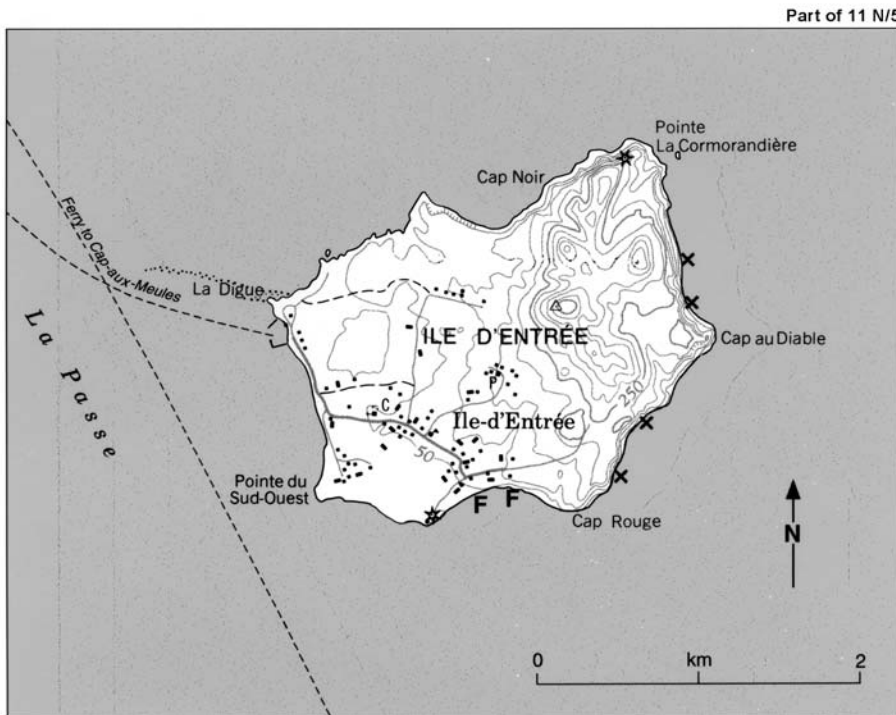 Part of 11 N/5
Pointe
La Cormorandière
Cap Noir
Ferry to Cap-aux-Meules
La Digue
La Passe
ILE D'ENTRÉE
Cap au Diable
P
C
Ile-d'Entrée
250
50
Pointe du
Sud-Ouest
F F
Cap Rouge
N
0 km 2